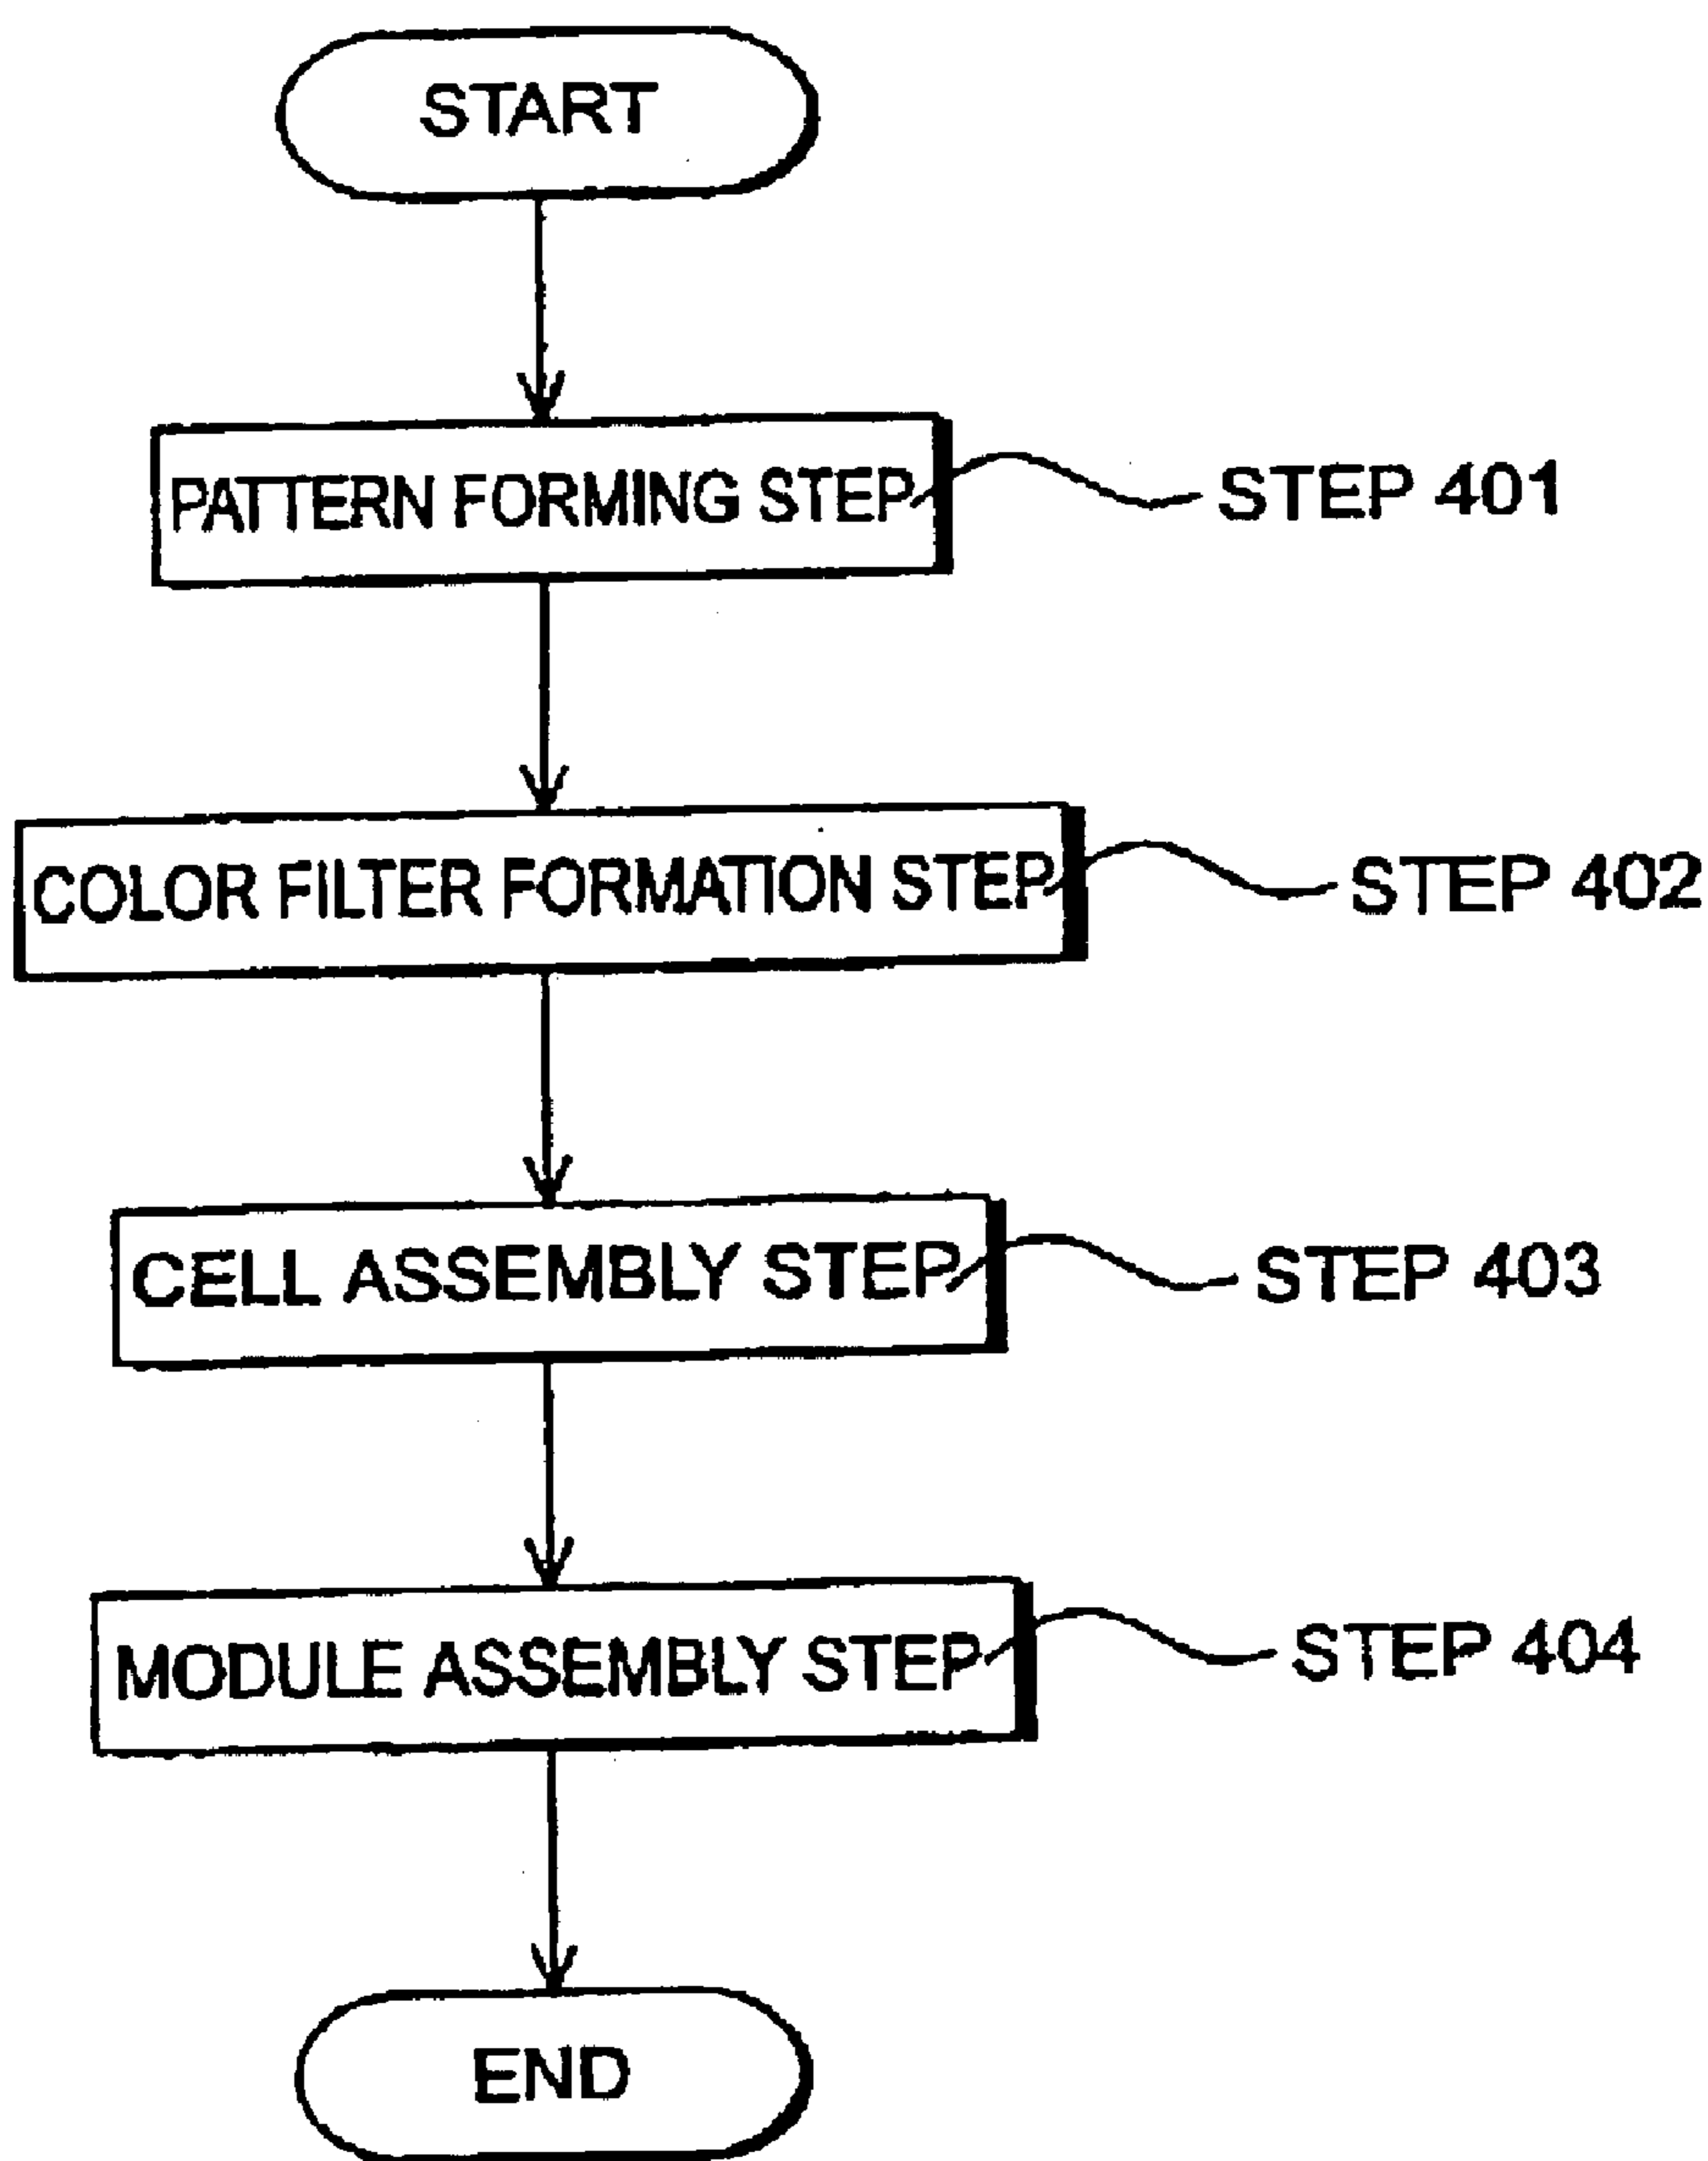 START
PATTERN FORMING STEP
STEP 401
COLOR FILTER FORMATION STEP
STEP 402
CELL ASSEMBLY STEP
STEP 403
MODULE ASSEMBLY STEP
STEP 404
END